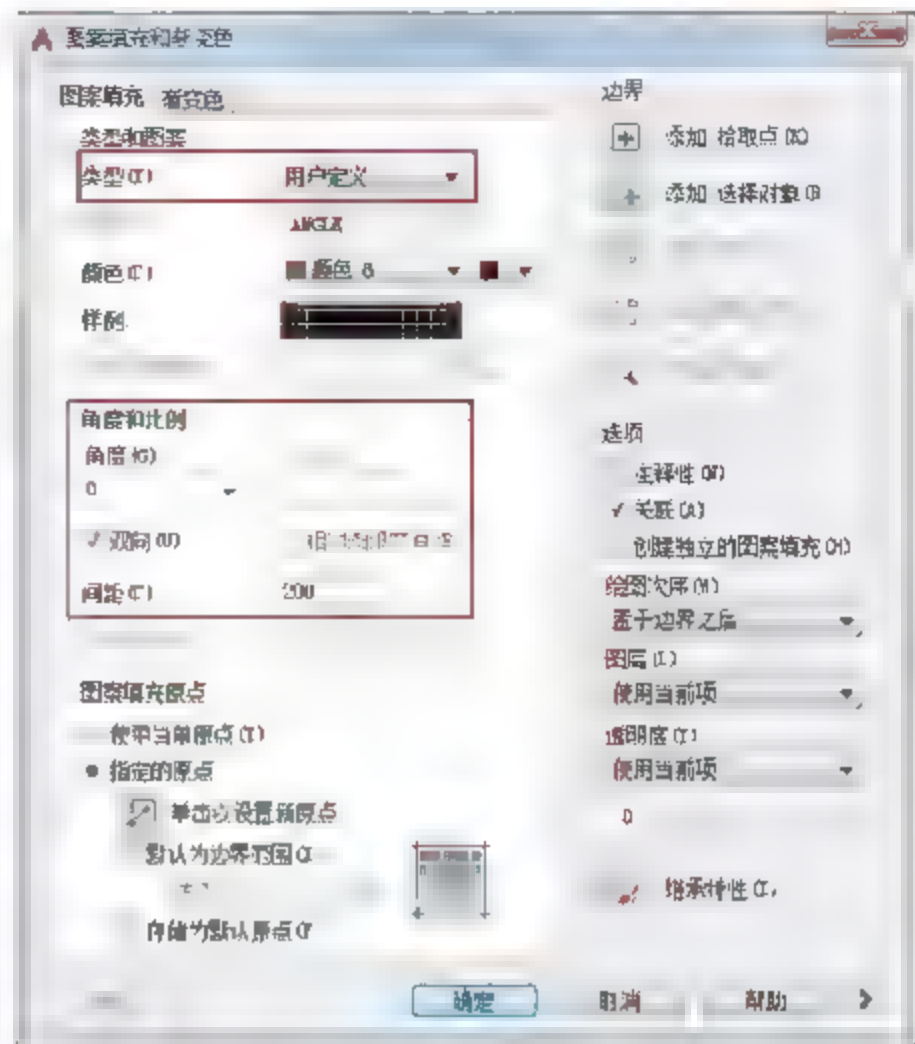 图案填充和渐变色
图案填充 渐变色
类型和图案
类型(Y) 用户定义
ANGLE
颜色(C) 颜色 8
样例
角度和比例
角度(G)
0
√ 双向(U)
间距(C) 200
图案填充原点
使用当前原点(T)
指定的原点
单击以设置新原点
默认为边界范围(X)
存储为默认原点(F)
边界
添加 拾取点(K)
添加 选择对象(B)
选项
注释性(N)
√ 关联(A)
创建独立的图案填充(H)
绘图次序(W)
置于边界之后
图层(L)
使用当前项
透明度(T)
使用当前项
0
继承特性(I)
确定 取消 帮助